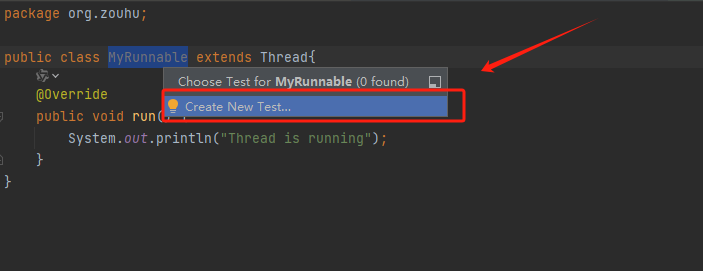 package org.zouhu;
public class MyRunnable extends Thread{
Choose Test for MyRunnable (0 found)
@Override
Create New Test...
public void run() {
System.out.println("Thread is running");
}
}